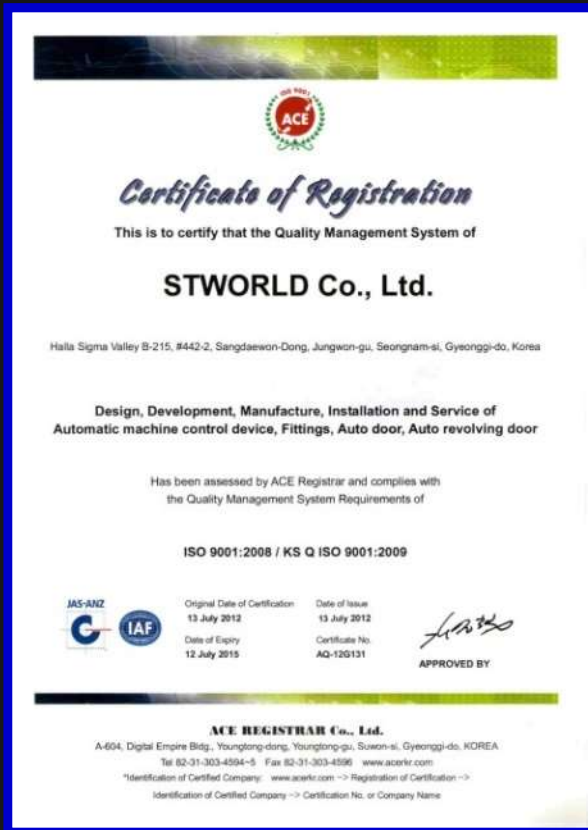 ISO 9001
ACE
Certificate of Registration
This is to certify that the Quality Management System of
STWORLD Co., Ltd.
Halla Sigma Valley B-215, #442-2, Sangdaewon-Dong, Jungwon-gu, Seongnam-si, Gyeonggi-do, Korea
Design, Development, Manufacture, Installation and Service of
Automatic machine control device, Fittings, Auto door, Auto revolving door
Has been assessed by ACE Registrar and complies with
the Quality Management System Requirements of
ISO 9001:2008 / KS Q ISO 9001:2009
JAS-ANZ
IAF
Original Date of Certification
13 July 2012
Date of Issue
13 July 2012
Date of Expiry
12 July 2015
Certificate No.
AQ-12G131
APPROVED BY
ACE REGISTRAR Co., Ltd.
A-604, Digital Empire Bldg., Youngtong-dong, Youngtong-gu, Suwon-si, Gyeonggi-do, KOREA
Tel 82-31-303-4594~5 Fax 82-31-303-4596 www.acerkr.com
*Identification of Certified Company: www.acerkr.com -> Registration of Certification ->
Identification of Certified Company -> Certification No. or Company Name